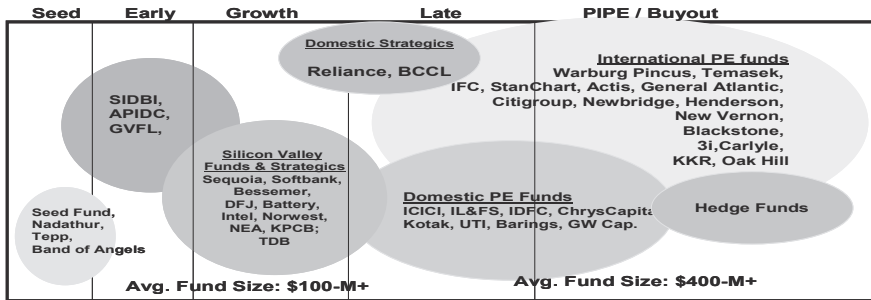 Seed Early Growth Late PIPE / Buyout
Domestic Strategics
Reliance, BCCL
International PE funds
Warburg Pincus, Temasek,
IFC, StanChart, Actis, General Atlantic,
Citigroup, Newbridge, Henderson,
New Vernon,
Blackstone,
3i,Carlyle,
KKR, Oak Hill
SIDBI,
APIDC,
GVFL,
Silicon Valley
Funds & Strategics
Sequoia, Softbank,
Bessemer,
DFJ, Battery,
Intel, Norwest,
NEA, KPCB;
TDB
Domestic PE Funds
ICICI, IL&FS, IDFC, ChrysCapita
Kotak, UTI, Barings, GW Cap.
Hedge Funds
Seed Fund,
Nadathur,
Tepp,
Band of Angels
Avg. Fund Size: $100-M+
Avg. Fund Size: $400-M+